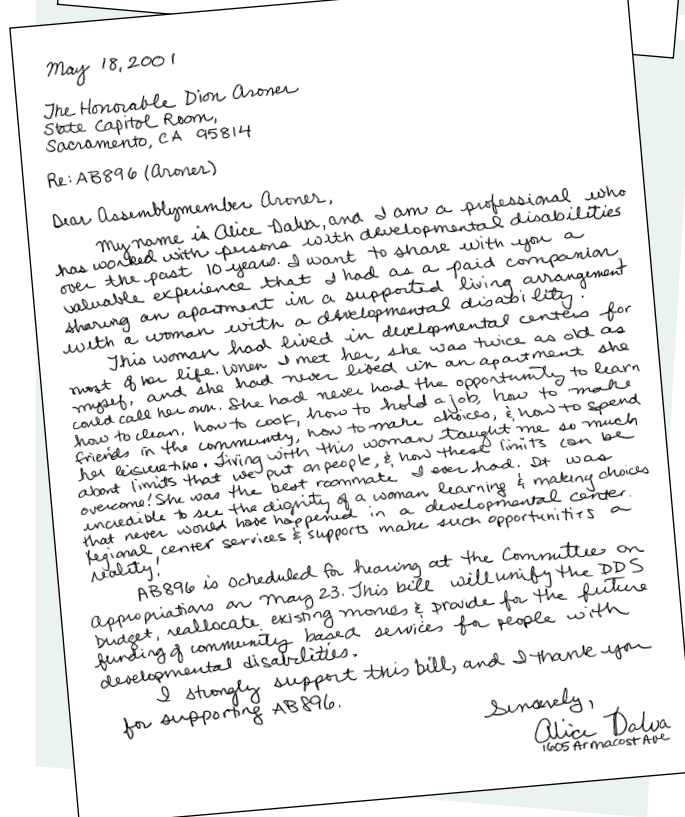 May 18, 2001
The Honorable Dion Aroner
State Capitol Room,
Sacramento, CA 95814
Re: AB896 (Aroner)
Dear Assemblymember Aroner,
My name is Alice Dalva, and I am a professional who
has worked with persons with developmental disabilities
over the past 10 years. I want to share with you a
valuable experience that I had as a paid companion,
sharing an apartment in a supported living arrangement
with a woman with a developmental disability.
This woman had lived in developmental centers for
most of her life. When I met her, she was twice as old as
myself, and she had never lived in an apartment she
could call her own. She had never had the opportunity to learn
how to clean, how to cook, how to hold a job, how to make
friends in the community, how to make choices, & how to spend
her leisure time. Living with this woman taught me so much
about limits that we put on people, & how these limits can be
overcome! She was the best roommate I ever had. It was
incredible to see the dignity of a woman learning & making choices
that never would have happened in a developmental center.
Regional center services & supports make such opportunities a
reality!
AB896 is scheduled for hearing at the Committee on
Appropriations on May 23. This bill will unify the DDS
budget, reallocate existing monies & provide for the future
funding of community based services for people with
developmental disabilities.
I strongly support this bill, and I thank you
for supporting AB896.
Sincerely,
Alice Dalva
1605 Armacost Ave